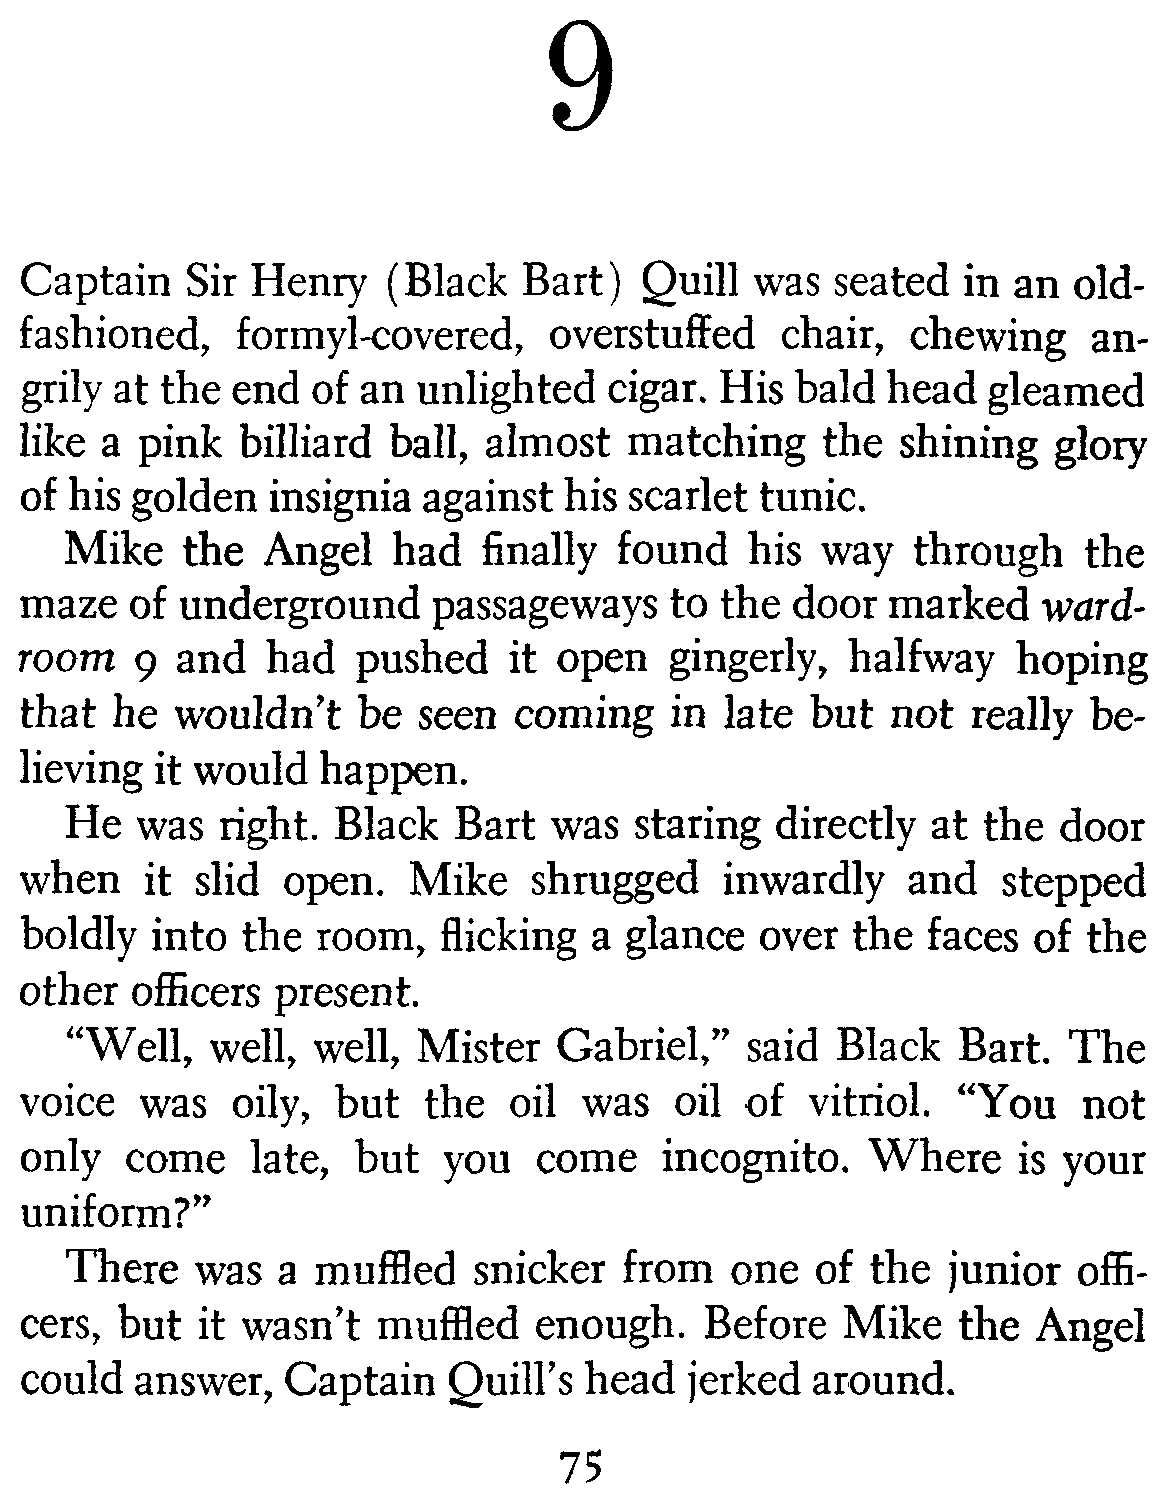 9
Captain Sir Henry (Black Bart) Quill was seated in an old-
fashioned, formyl-covered, overstuffed chair, chewing an-
grily at the end of an unlighted cigar. His bald head gleamed
like a pink billiard ball, almost matching the shining glory
of his golden insignia against his scarlet tunic.
Mike the Angel had finally found his way through the
maze of underground passageways to the door marked ward-
room 9 and had pushed it open gingerly, halfway hoping
that he wouldn't be seen coming in late but not really be-
lieving it would happen.
He was right. Black Bart was staring directly at the door
when it slid open. Mike shrugged inwardly and stepped
boldly into the room, flicking a glance over the faces of the
other officers present.
“Well, well, well, Mister Gabriel,” said Black Bart. The
voice was oily, but the oil was oil of vitriol. “You not
only come late, but you come incognito. Where is your
uniform?”
There was a muffled snicker from one of the junior offi-
cers, but it wasn't muffled enough. Before Mike the Angel
could answer, Captain Quill's head jerked around.
75